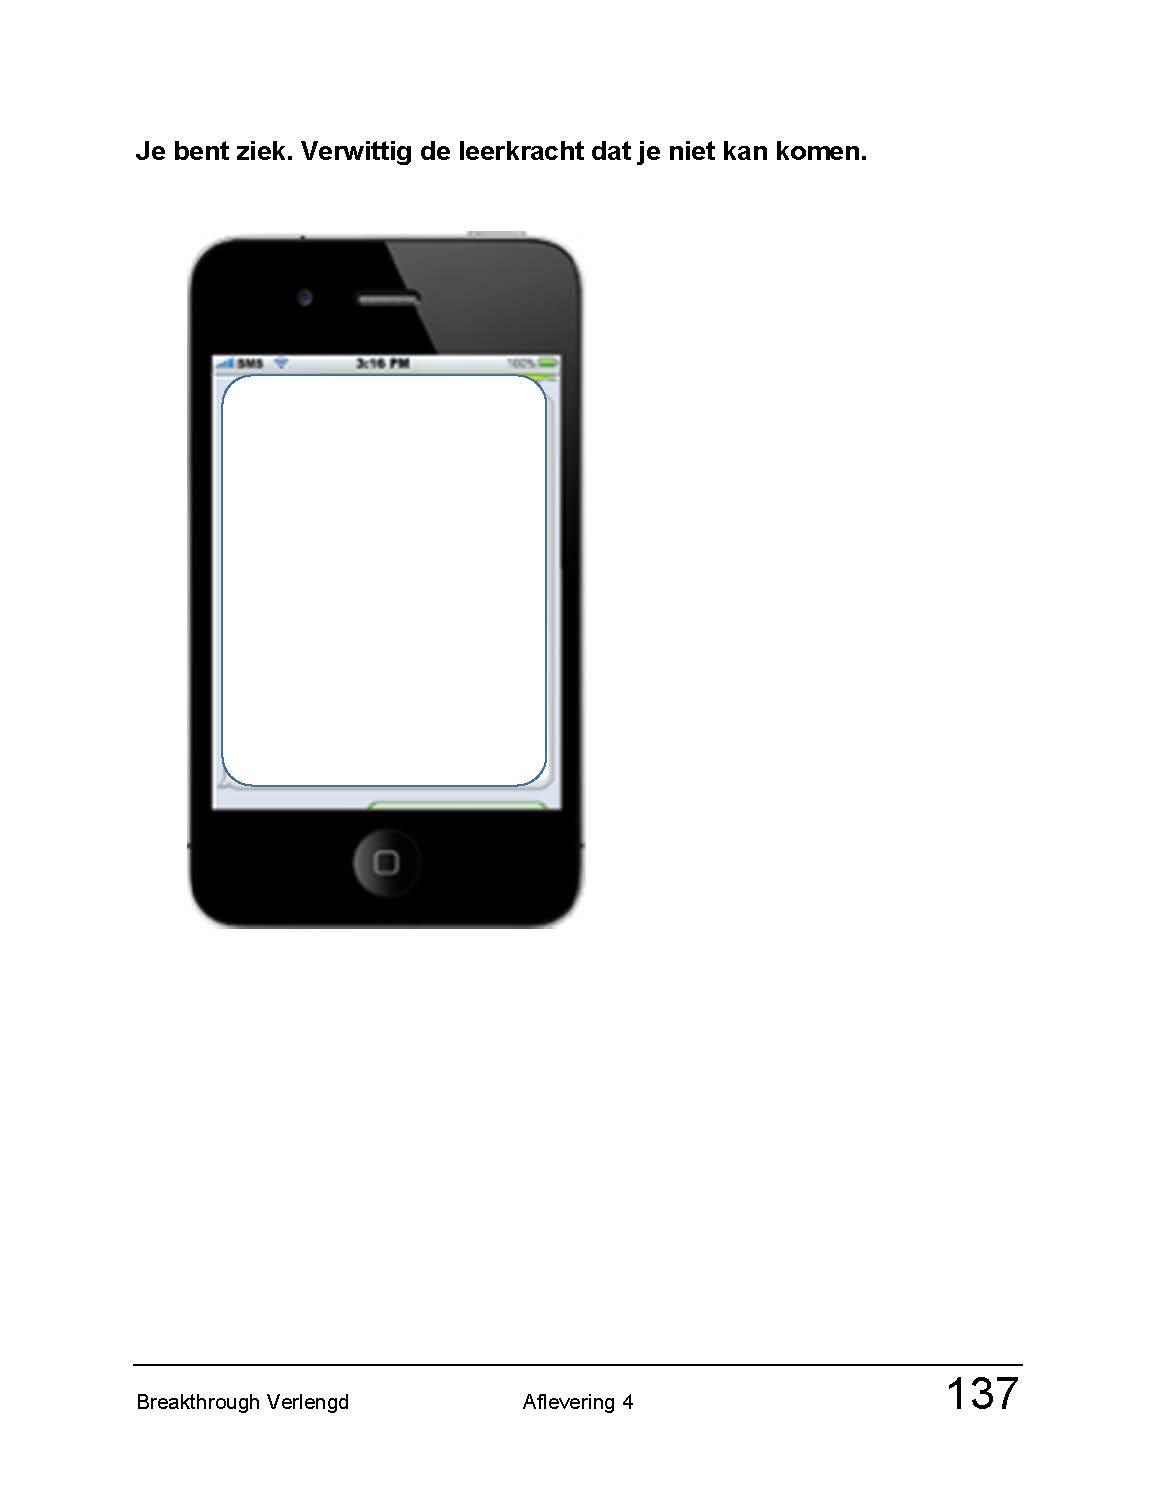 Je bent ziek. Verwittig de leerkracht dat je niet kan komen.
SMS 3:16 PM 100%
Breakthrough Verlengd Aflevering 4 137